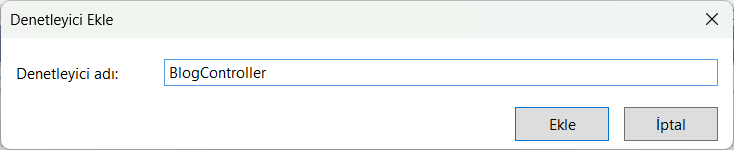 Denetleyici Ekle
Denetleyici adı: BlogController
Ekle İptal